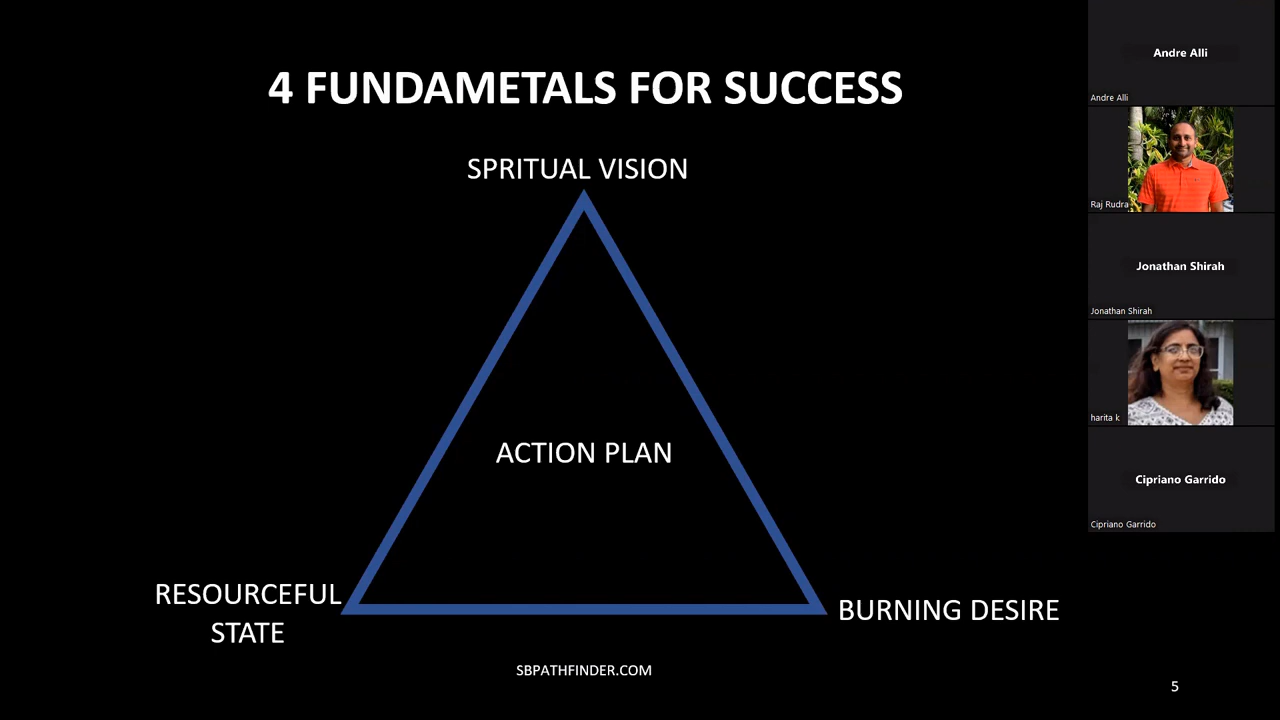 4 FUNDAMETALS FOR SUCCESS
SPRITUAL VISION
ACTION PLAN
RESOURCEFUL
STATE
BURNING DESIRE
SBPATHFINDER.COM
5
Andre Alli
Andre Alli
Raj Rudra
Jonathan Shirah
Jonathan Shirah
harita k
Cipriano Garrido
Cipriano Garrido